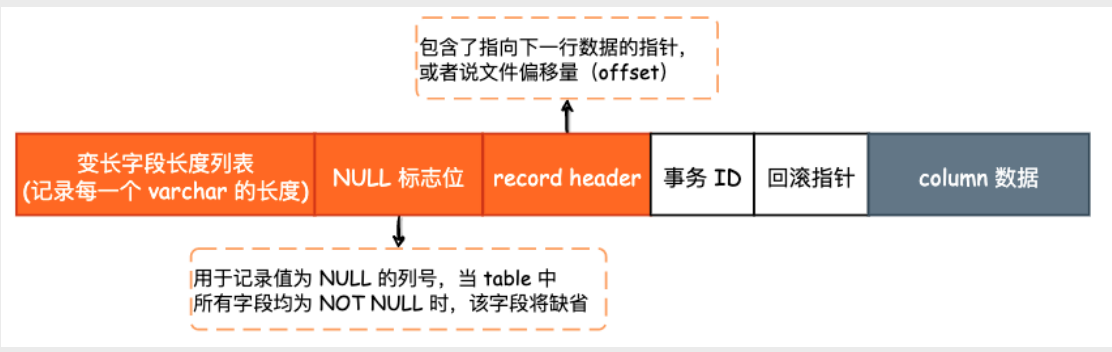 包含了指向下一行数据的指针，
或者说文件偏移量（offset）
变长字段长度列表
(记录每一个 varchar 的长度)
NULL 标志位
record header
事务 ID
回滚指针
column 数据
用于记录值为 NULL 的列号，当 table 中
所有字段均为 NOT NULL 时，该字段将缺省